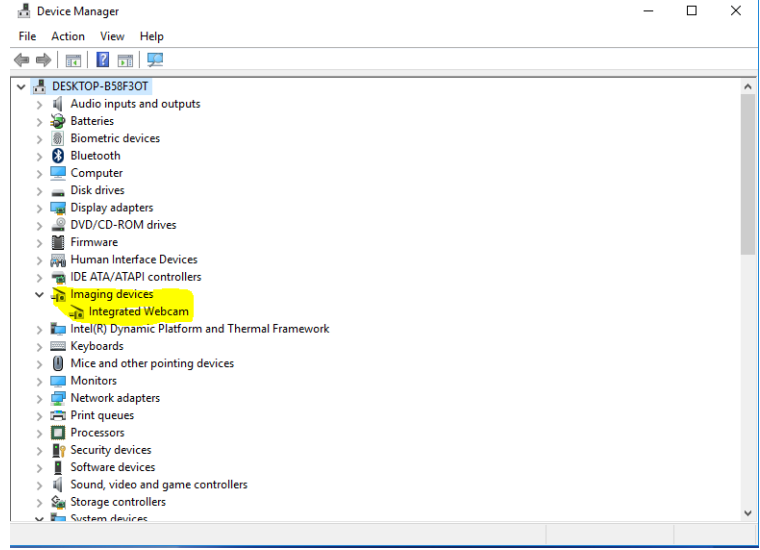 Device Manager
File Action View Help
DESKTOP-B58F3OT
Audio inputs and outputs
Batteries
Biometric devices
Bluetooth
Computer
Disk drives
Display adapters
DVD/CD-ROM drives
Firmware
Human Interface Devices
IDE ATA/ATAPI controllers
Imaging devices
Integrated Webcam
Intel(R) Dynamic Platform and Thermal Framework
Keyboards
Mice and other pointing devices
Monitors
Network adapters
Print queues
Processors
Security devices
Software devices
Sound, video and game controllers
Storage controllers
System devices